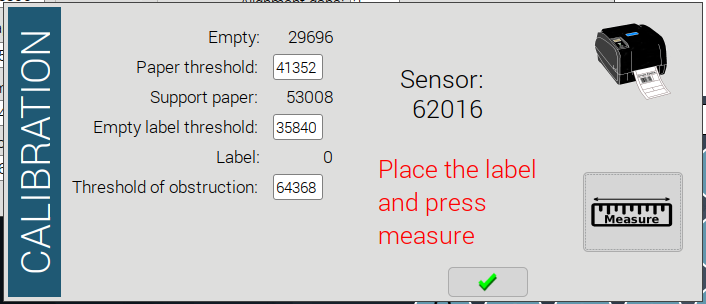 CALIBRATION
Empty: 29696
Paper threshold: 41352
Support paper: 53008
Empty label threshold: 35840
Label: 0
Threshold of obstruction: 64368
Sensor:
62016
Place the label
and press
measure
Measure